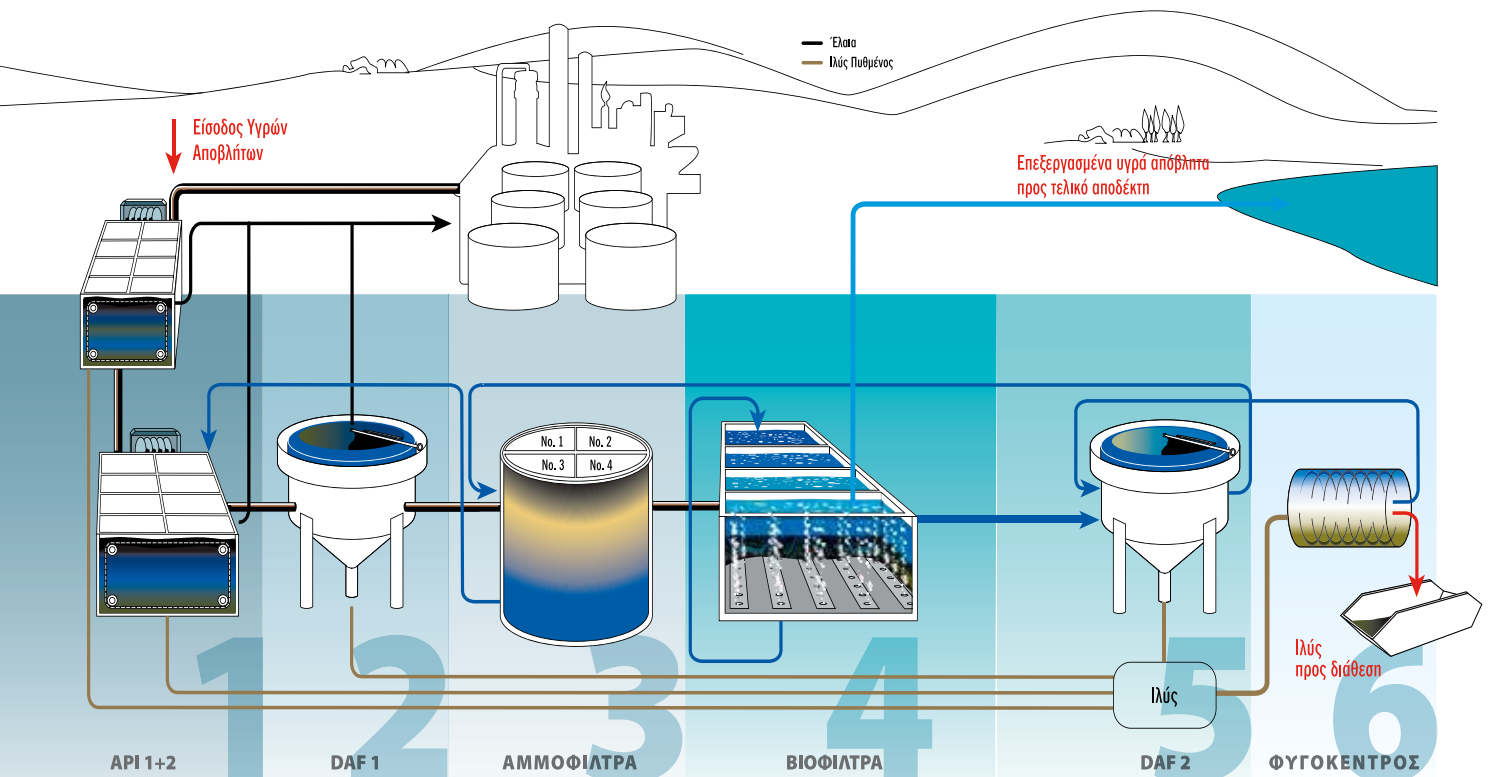 Έλαια
Ιλύς Πυθμένος
Είσοδος Υγρών
Αποβλήτων
Επεξεργασμένα υγρά απόβλητα
προς τελικό αποδέκτη
No. 1
No. 2
No. 3
No. 4
Ιλύς
Ιλύς
προς διάθεση
1
2
3
4
5
6
API 1+2
DAF 1
ΑΜΜΟΦΙΛΤΡΑ
ΒΙΟΦΙΛΤΡΑ
DAF 2
ΦΥΓΟΚΕΝΤΡΟΣ